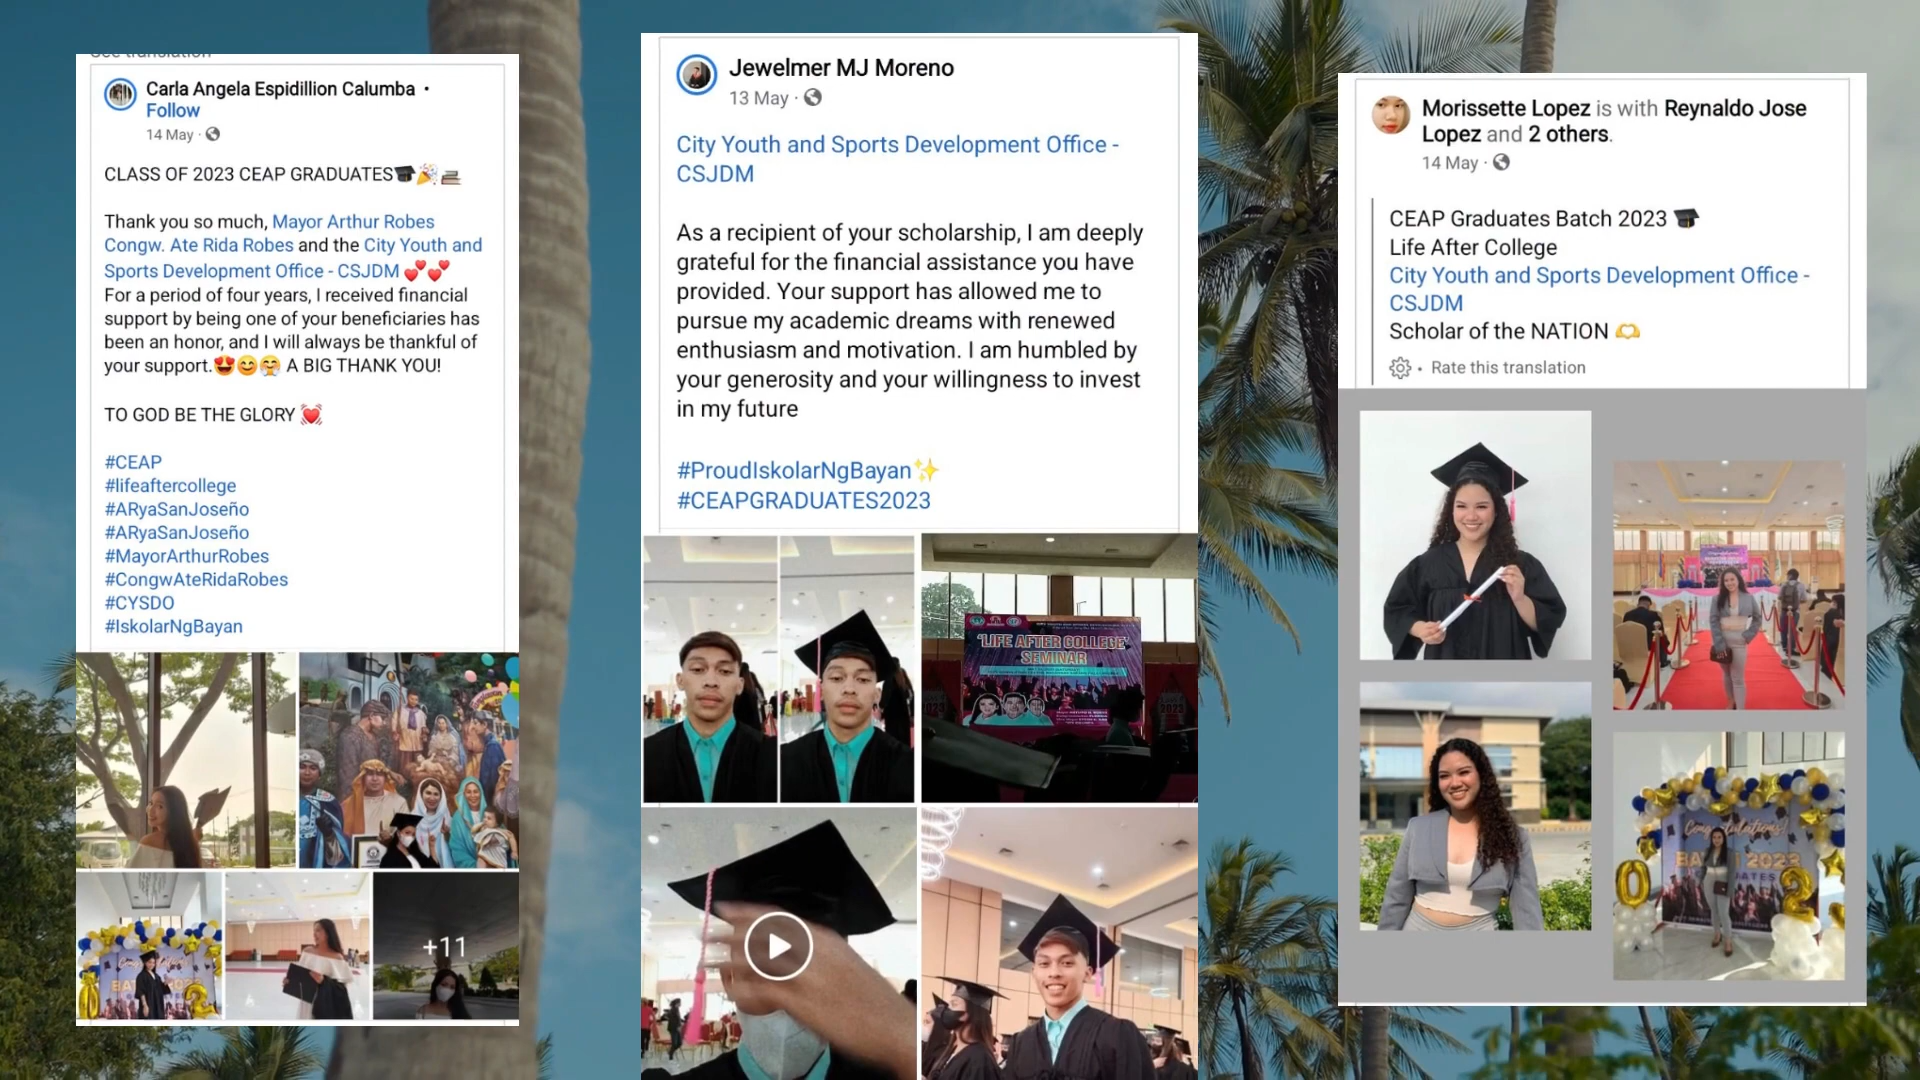 See translation
Carla Angela Espidillion Calumba •
Follow
14 May ·
CLASS OF 2023 CEAP GRADUATES🎓🎉📚
Thank you so much, Mayor Arthur Robes
Congw. Ate Rida Robes and the City Youth and
Sports Development Office - CSJDM 💕💕
For a period of four years, I received financial
support by being one of your beneficiaries has
been an honor, and I will always be thankful of
your support.😍😊🤗 A BIG THANK YOU!
TO GOD BE THE GLORY 💓
#CEAP
#lifeaftercollege
#ARyaSanJoseño
#ARyaSanJoseño
#MayorArthurRobes
#CongwAteRidaRobes
#CYSDO
#IskolarNgBayan
+11
Jewelmer MJ Moreno
13 May ·
City Youth and Sports Development Office -
CSJDM
As a recipient of your scholarship, I am deeply
grateful for the financial assistance you have
provided. Your support has allowed me to
pursue my academic dreams with renewed
enthusiasm and motivation. I am humbled by
your generosity and your willingness to invest
in my future
#ProudIskolarNgBayan✨
#CEAPGRADUATES2023
'LIFE AFTER COLLEGE'
SEMINAR
Morissette Lopez is with Reynaldo Jose
Lopez and 2 others.
14 May ·
CEAP Graduates Batch 2023 🎓
Life After College
City Youth and Sports Development Office -
CSJDM
Scholar of the NATION 🫶
• Rate this translation
Congratulations!
BATCH 2023